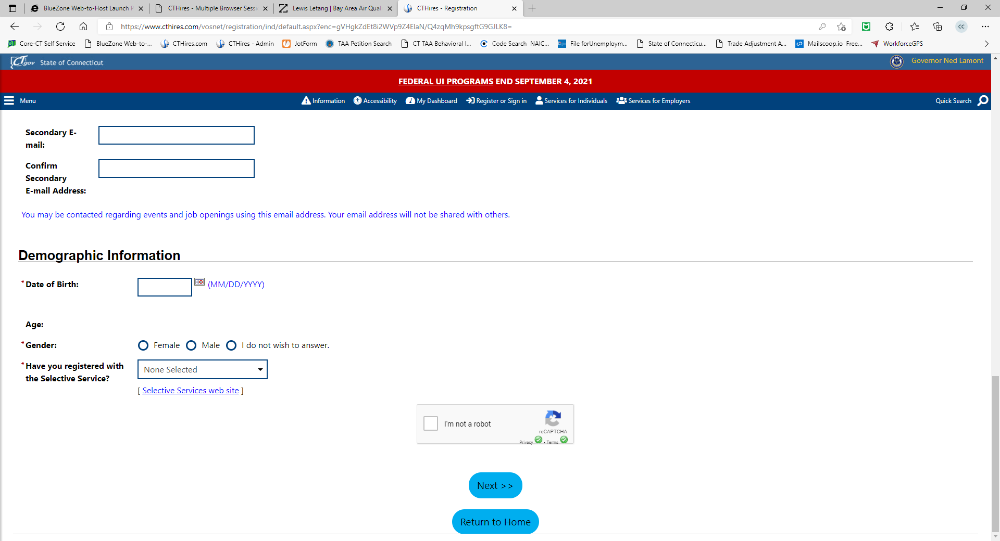 BlueZone Web-to-Host Launch P
CTHires - Multiple Browser Sessi
Lewis Letang | Bay Area Air Quali
CTHires - Registration
https://www.cthires.com/vosnet/registration/ind/default.aspx?enc=gVHgkZdEt8i2WVp9Z4ElaN/Q4zqMh9kpsgftG9GJLK8=
CC
Core-CT Self Service
BlueZone Web-to-...
CTHires.com
CTHires - Admin
JotForm
TAA Petition Search
CT TAA Behavioral I...
Code Search NAIC...
File forUnemploym...
State of Connecticu...
Trade Adjustment A...
Mailscoop.io Free...
WorkforceGPS
CT.gov State of Connecticut
Governor Ned Lamont
FEDERAL UI PROGRAMS END SEPTEMBER 4, 2021
Menu
Information
Accessibility
My Dashboard
Register or Sign in
Services for Individuals
Services for Employers
Quick Search
Secondary E-
mail:
Confirm
Secondary
E-mail Address:
You may be contacted regarding events and job openings using this email address. Your email address will not be shared with others.
Demographic Information
* Date of Birth:
(MM/DD/YYYY)
Age:
* Gender:
Female
Male
I do not wish to answer.
* Have you registered with
the Selective Service?
None Selected
[ Selective Services web site ]
I'm not a robot
reCAPTCHA
Privacy - Terms
Next >>
Return to Home